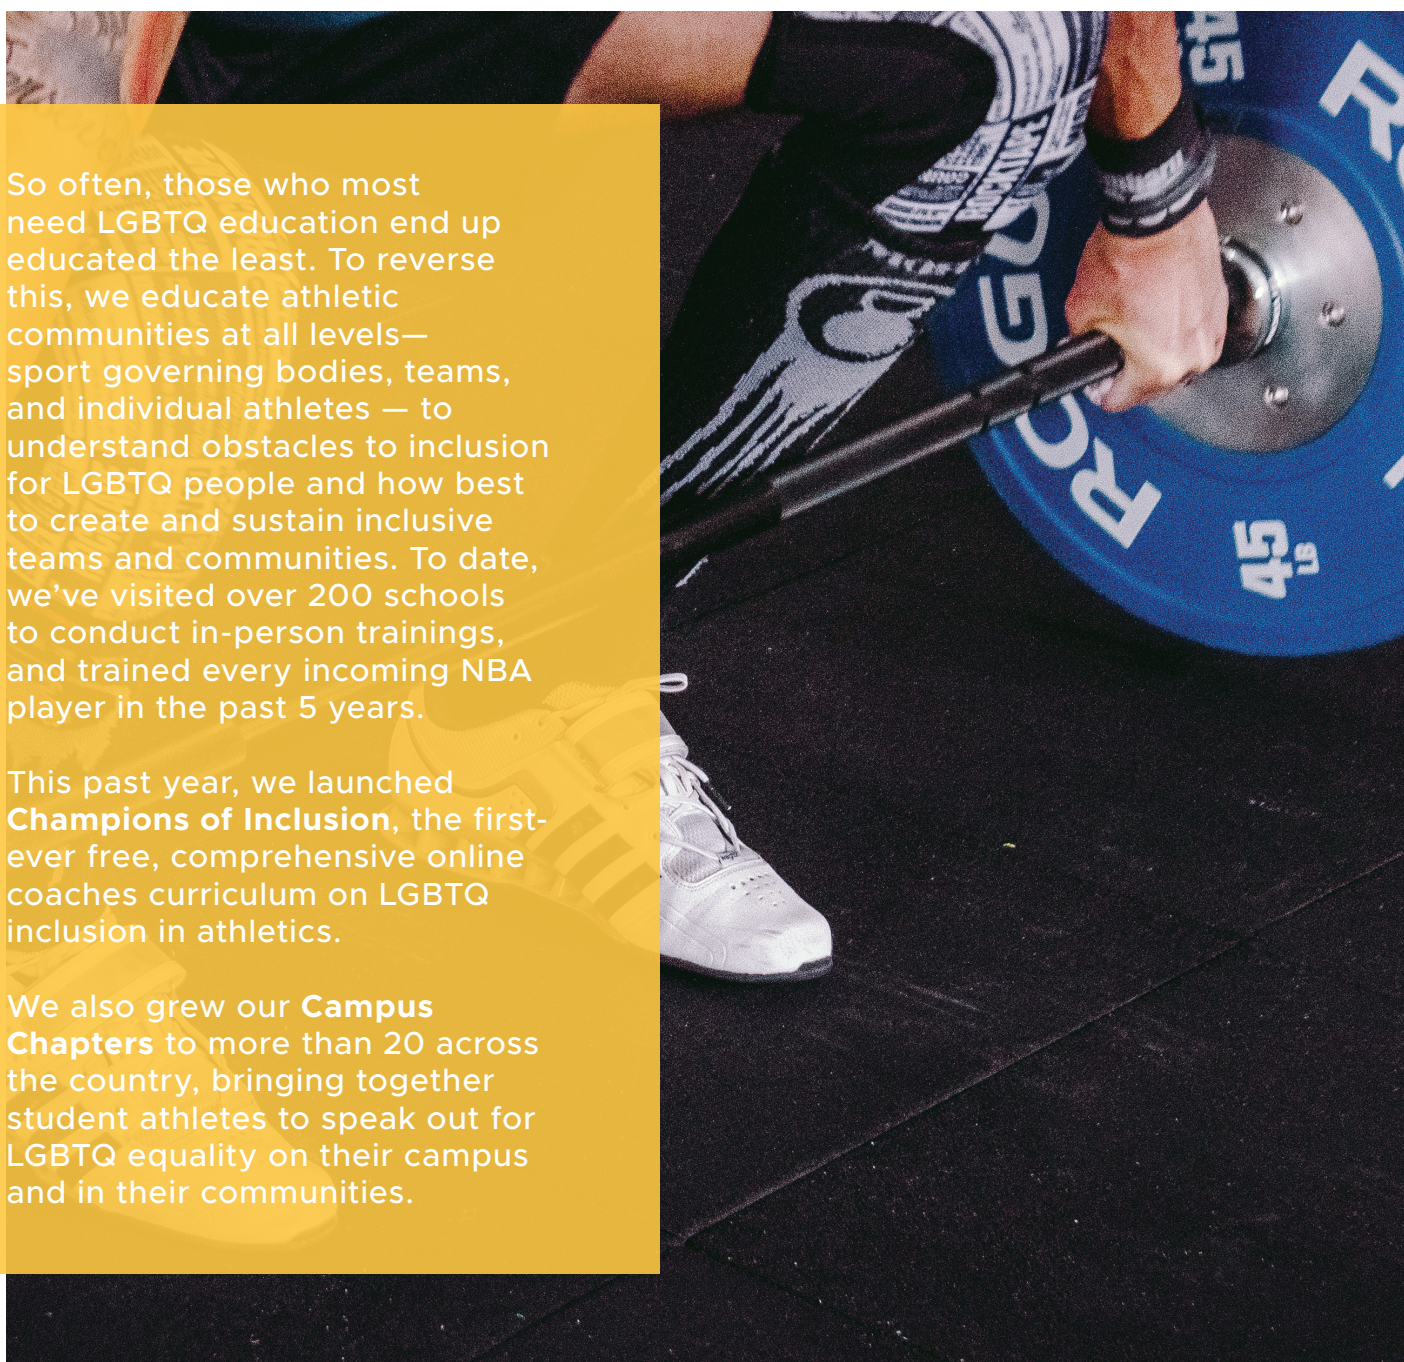 So often, those who most
need LGBTQ education end up
educated the least. To reverse
this, we educate athletic
communities at all levels—
sport governing bodies, teams,
and individual athletes — to
understand obstacles to inclusion
for LGBTQ people and how best
to create and sustain inclusive
teams and communities. To date,
we’ve visited over 200 schools
to conduct in-person trainings,
and trained every incoming NBA
player in the past 5 years.
This past year, we launched
Champions of Inclusion, the first-
ever free, comprehensive online
coaches curriculum on LGBTQ
inclusion in athletics.
We also grew our Campus
Chapters to more than 20 across
the country, bringing together
student athletes to speak out for
LGBTQ equality on their campus
and in their communities.
45
ROGUE
45 LB